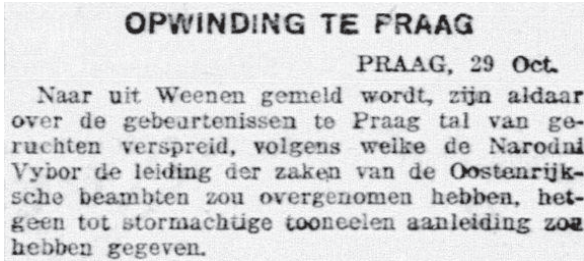 OPWINDING TE PRAAG
PRAAG, 29 Oct.
Naar uit Weenen gemeld wordt, zijn aldaar
over de gebeurtenissen te Praag tal van ge-
ruchten verspreid, volgens welke de Narodni
Vybor de leiding der zaken van de Oostenrijk-
sche beambten zou overgenomen hebben, het-
geen tot stormachtige tooneelen aanleiding zou
hebben gegeven.